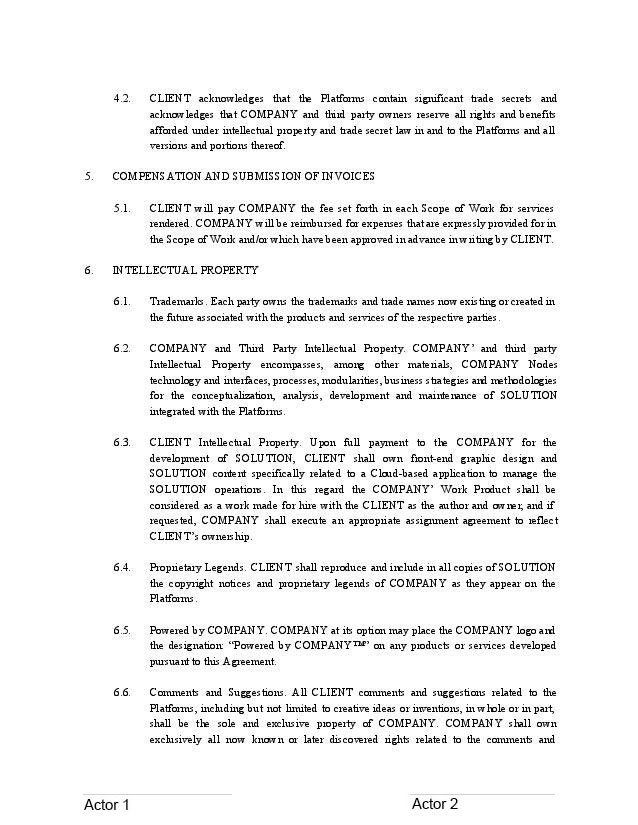 4.2. CLIENT acknowledges that the Platforms contain significant trade secrets and
acknowledges that COMPANY and third party owners reserve all rights and benefits
afforded under intellectual property and trade secret law in and to the Platforms and all
versions and portions thereof.
5. COMPENSATION AND SUBMISSION OF INVOICES
5.1. CLIENT will pay COMPANY the fee set forth in each Scope of Work for services
rendered. COMPANY will be reimbursed for expenses that are expressly provided for in
the Scope of Work and/or which have been approved in advance in writing by CLIENT.
6. INTELLECTUAL PROPERTY
6.1. Trademarks. Each party owns the trademarks and trade names now existing or created in
the future associated with the products and services of the respective parties.
6.2. COMPANY and Third Party Intellectual Property. COMPANY’ and third party
Intellectual Property encompasses, among other materials, COMPANY Nodes
technology and interfaces, processes, modularities, business strategies and methodologies
for the conceptualization, analysis, development and maintenance of SOLUTION
integrated with the Platforms.
6.3. CLIENT Intellectual Property. Upon full payment to the COMPANY for the
development of SOLUTION, CLIENT shall own front-end graphic design and
SOLUTION content specifically related to a Cloud-based application to manage the
SOLUTION operations. In this regard the COMPANY’ Work Product shall be
considered as a work made for hire with the CLIENT as the author and owner, and if
requested, COMPANY shall execute an appropriate assignment agreement to reflect
CLIENT’s ownership.
6.4. Proprietary Legends. CLIENT shall reproduce and include in all copies of SOLUTION
the copyright notices and proprietary legends of COMPANY as they appear on the
Platforms.
6.5. Powered by COMPANY. COMPANY at its option may place the COMPANY logo and
the designation: “Powered by COMPANY™” on any products or services developed
pursuant to this Agreement.
6.6. Comments and Suggestions. All CLIENT comments and suggestions related to the
Platforms, including but not limited to creative ideas or inventions, in whole or in part,
shall be the sole and exclusive property of COMPANY. COMPANY shall own
exclusively all now known or later discovered rights related to the comments and
Actor 1 Actor 2